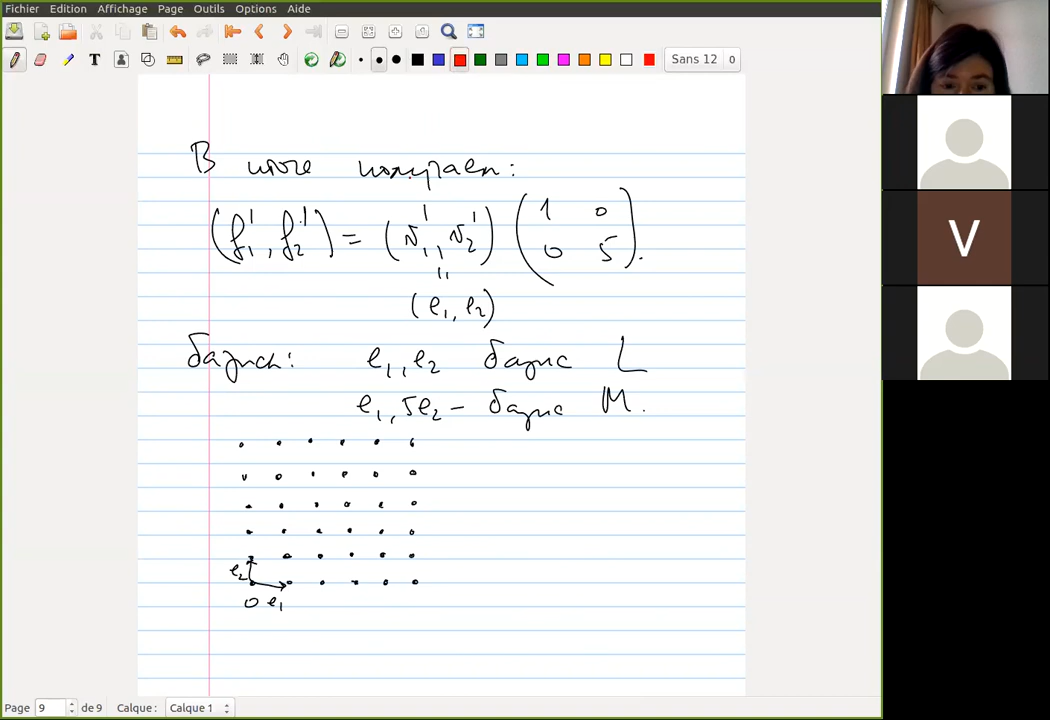 Fichier Edition Affichage Page Outils Options Aide
Sans 12 0
В итоге получаем:
(f₁', f₂') = (v₁', v₂') (1 0
0 5).
"
(e₁, e₂)
базисы: e₁, e₂ базис L
e₁, 5e₂ – базис M.
e₂
0 e₁
V
Page 9 de 9 Calque : Calque 1